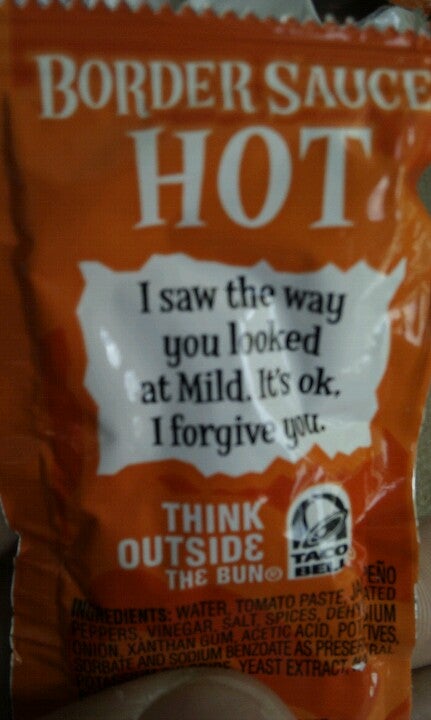 BORDER SAUCE
HOT
I saw the way
you looked
at Mild. It's ok,
I forgive you.
THINK
OUTSIDE
THE BUN®
TACO
BELL
INGREDIENTS: WATER, TOMATO PASTE,
PEPPERS, VINEGAR, SALT, SPICES,
ONION, XANTHAN GUM, ACETIC ACID,
SORBATE AND SODIUM BENZOATE AS
YEAST EXTRACT,